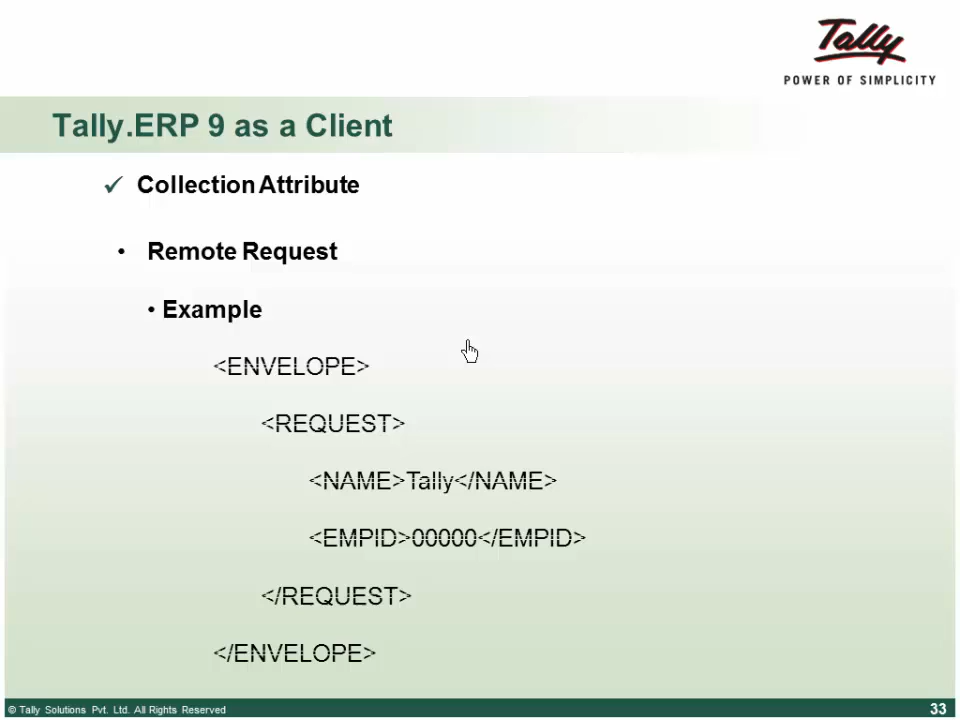 Tally
POWER OF SIMPLICITY
Tally.ERP 9 as a Client
✓ Collection Attribute
• Remote Request
• Example
<ENVELOPE>
<REQUEST>
<NAME>Tally</NAME>
<EMPID>00000</EMPID>
</REQUEST>
</ENVELOPE>
© Tally Solutions Pvt. Ltd. All Rights Reserved
33